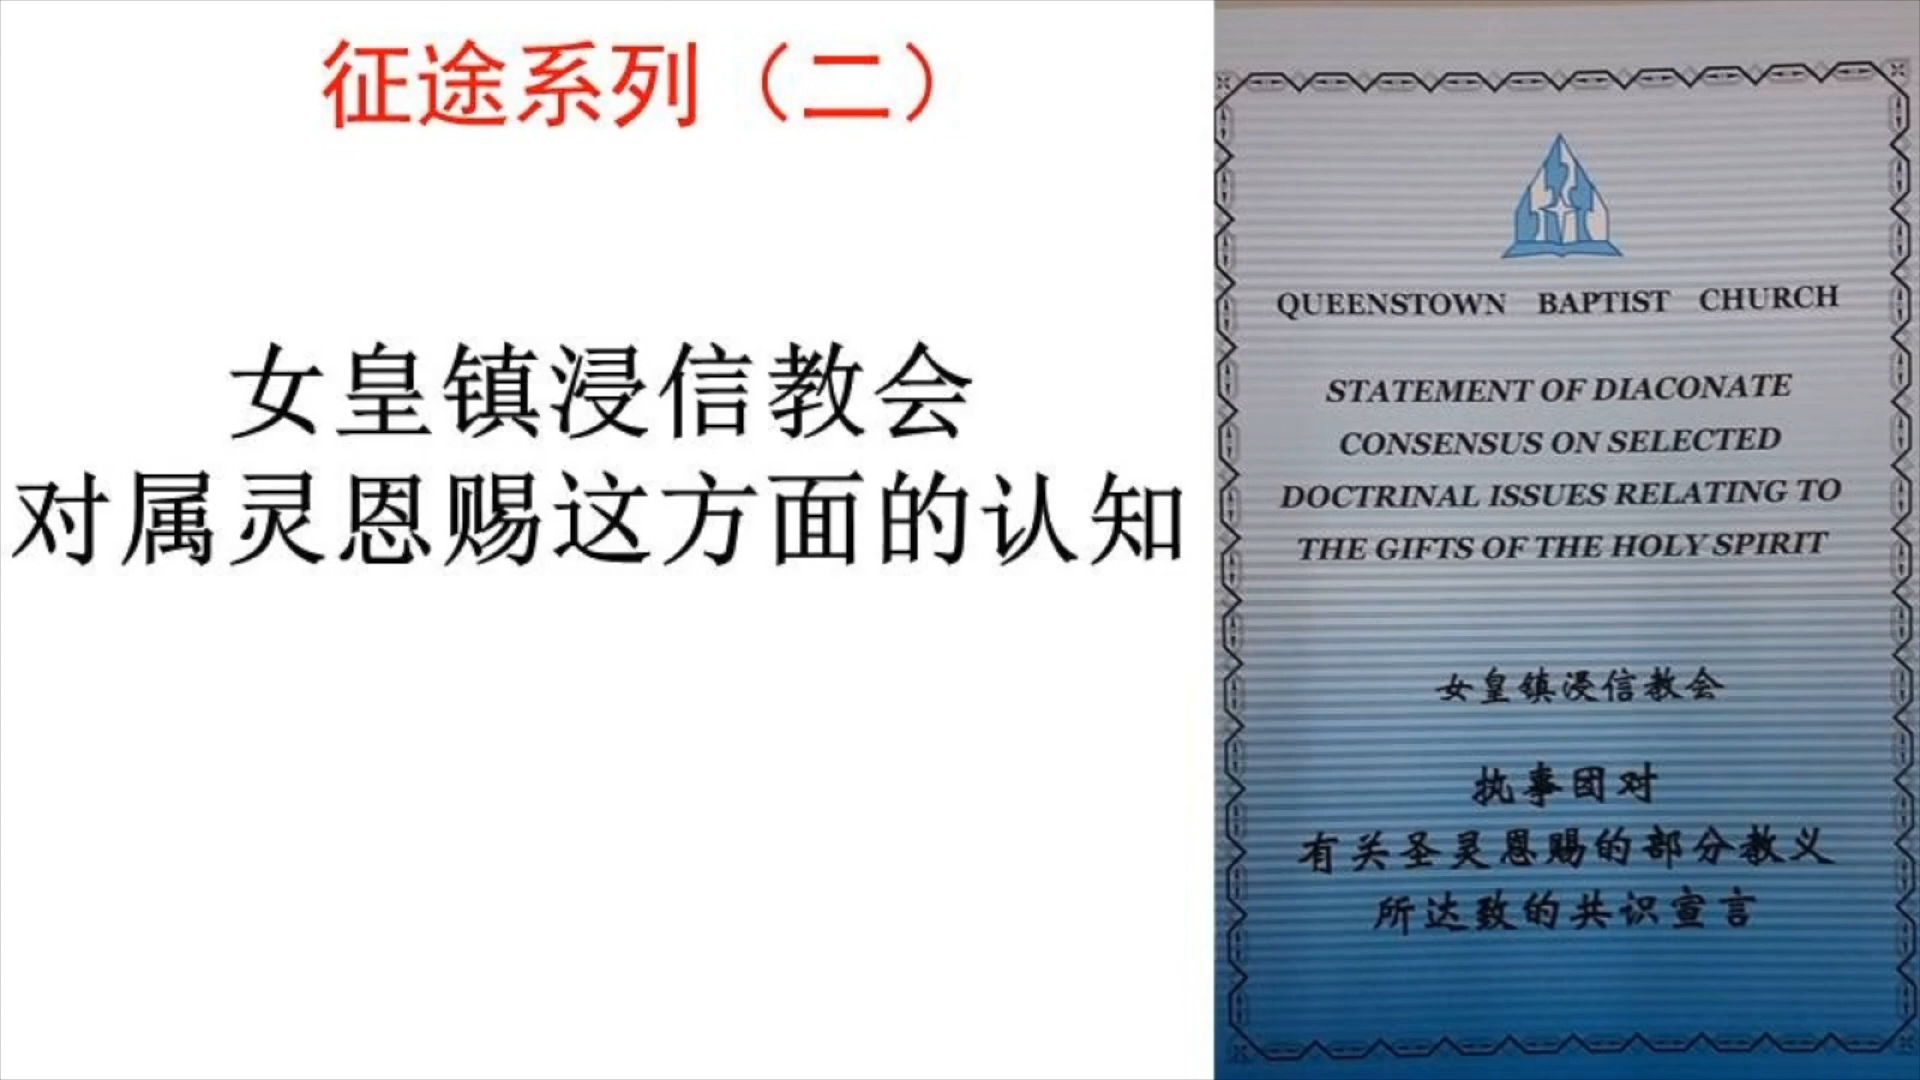 征途系列（二）
女皇镇浸信教会
对属灵恩赐这方面的认知
QUEENSTOWN BAPTIST CHURCH
STATEMENT OF DIACONATE
CONSENSUS ON SELECTED
DOCTRINAL ISSUES RELATING TO
THE GIFTS OF THE HOLY SPIRIT
女皇镇浸信教会
执事团对
有关圣灵恩赐的部分教义
所达致的共识宣言